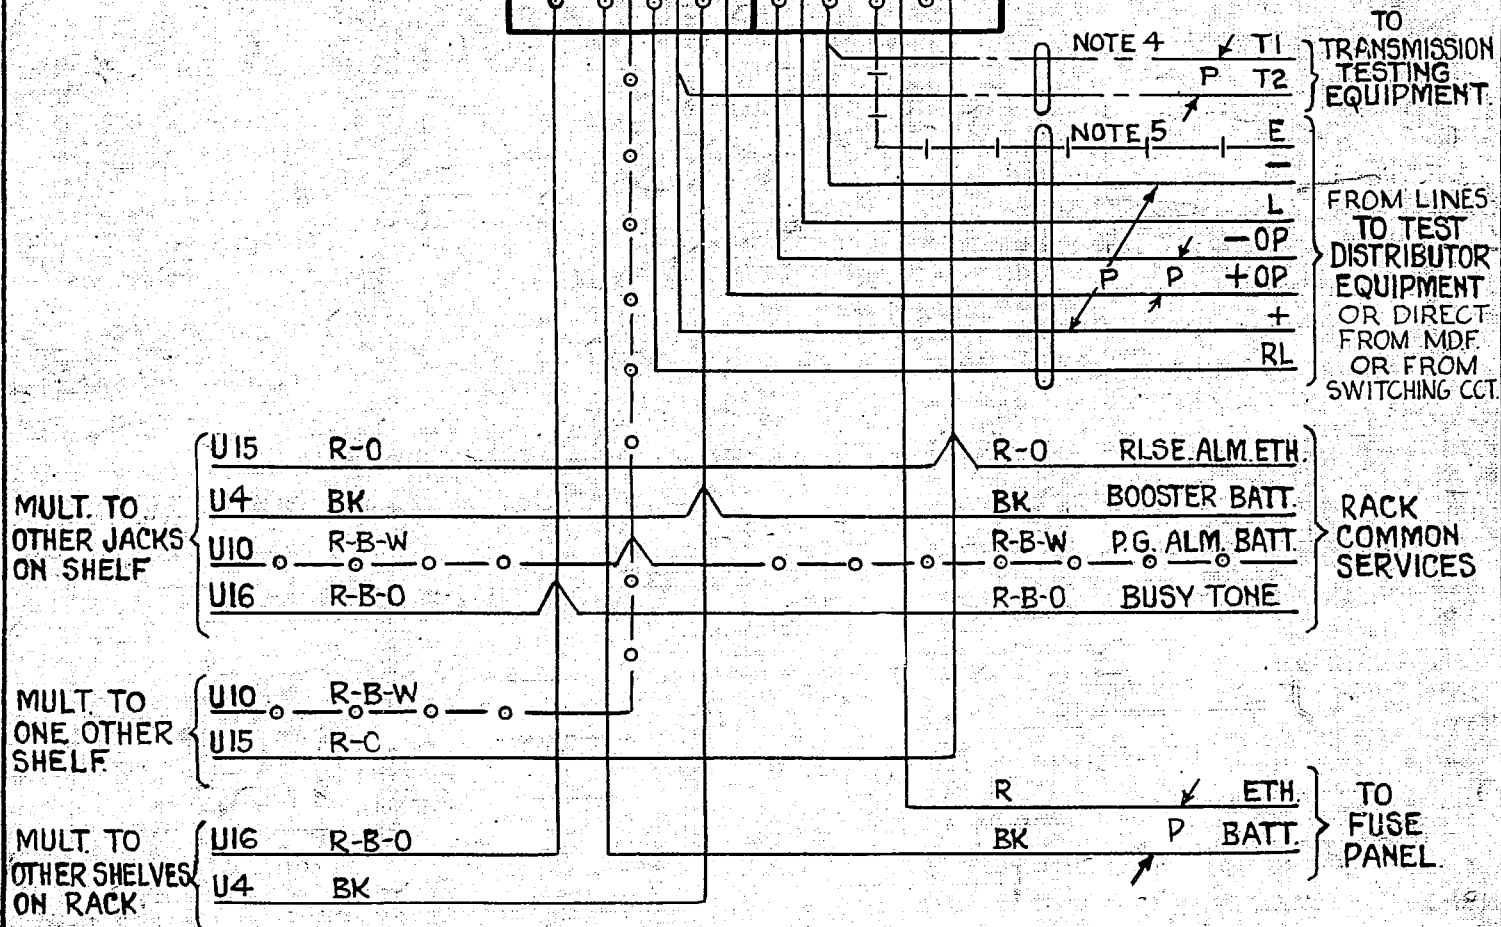 NOTE 4
T1
P
T2
TO
TRANSMISSION
TESTING
EQUIPMENT.
NOTE 5
E
—
L
—OP
P
P
+OP
+
RL
FROM LINES
TO TEST
DISTRIBUTOR
EQUIPMENT
OR DIRECT
FROM M.D.F.
OR FROM
SWITCHING CCT.
MULT. TO
OTHER JACKS
ON SHELF
U15 R-O
U4 BK
U10 R-B-W
U16 R-B-O
R-O RLSE.ALM.ETH.
BK BOOSTER BATT.
R-B-W P.G. ALM. BATT.
R-B-O BUSY TONE
RACK
COMMON
SERVICES
MULT. TO
ONE OTHER
SHELF.
U10 R-B-W
U15 R-C
MULT. TO
OTHER SHELVES
ON RACK
U16 R-B-O
U4 BK
R ETH.
BK P BATT.
TO
FUSE
PANEL.